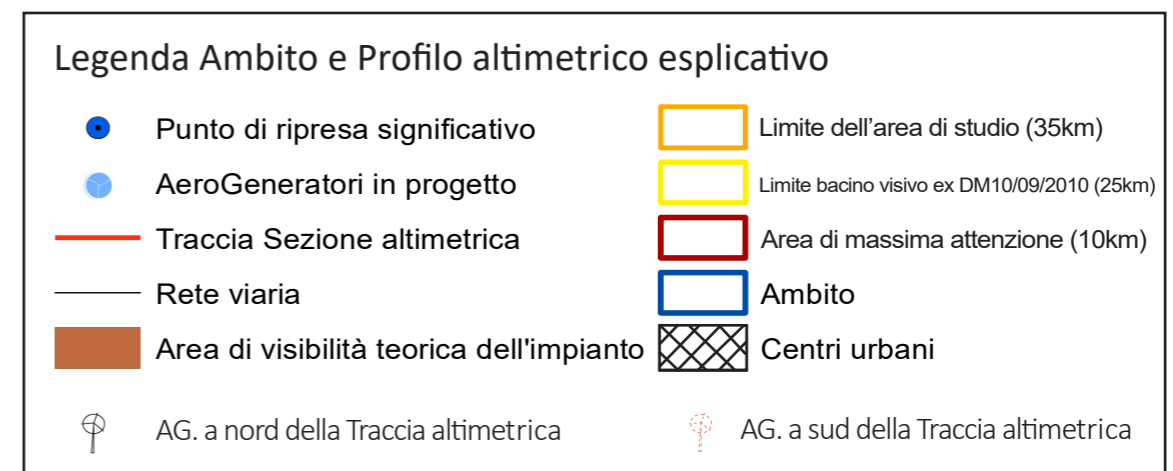 Legenda Ambito e Profilo altimetrico esplicativo
Punto di ripresa significativo
AeroGeneratori in progetto
Traccia Sezione altimetrica
Rete viaria
Area di visibilità teorica dell'impianto
AG. a nord della Traccia altimetrica
Limite dell’area di studio (35km)
Limite bacino visivo ex DM10/09/2010 (25km)
Area di massima attenzione (10km)
Ambito
Centri urbani
AG. a sud della Traccia altimetrica